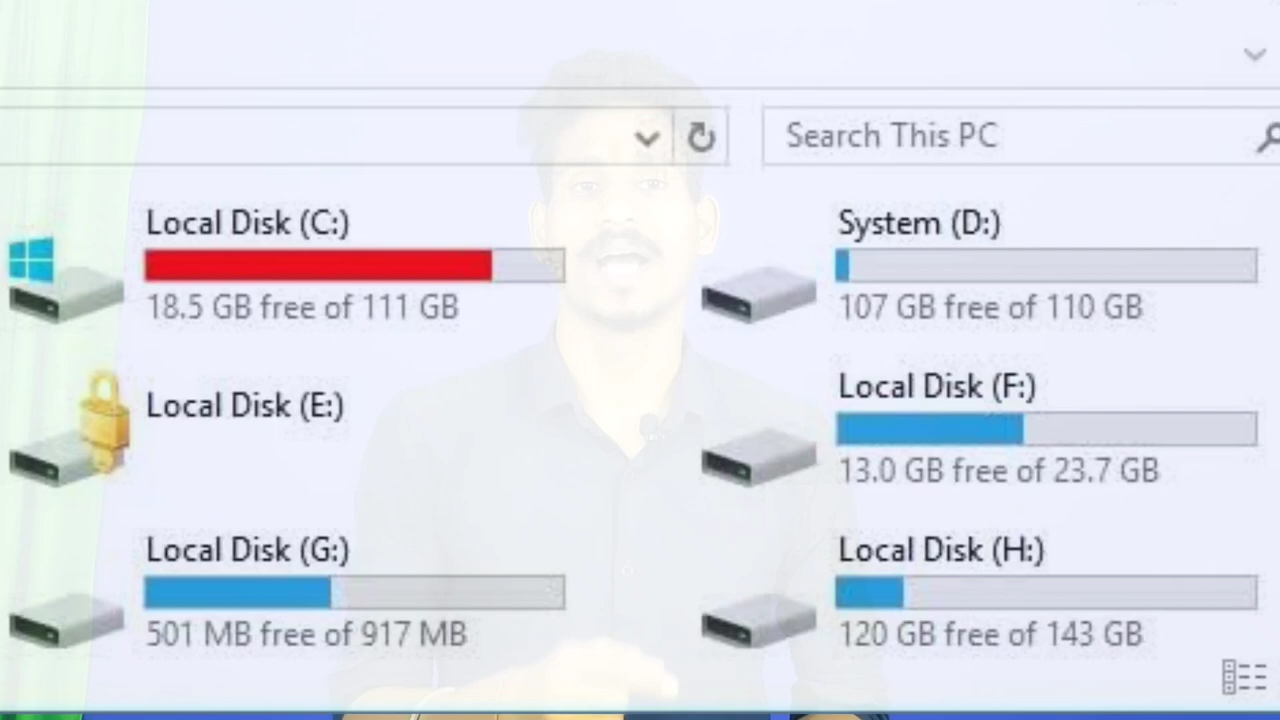 Search This PC
Local Disk (C:)
18.5 GB free of 111 GB
System (D:)
107 GB free of 110 GB
Local Disk (E:)
Local Disk (F:)
13.0 GB free of 23.7 GB
Local Disk (G:)
501 MB free of 917 MB
Local Disk (H:)
120 GB free of 143 GB